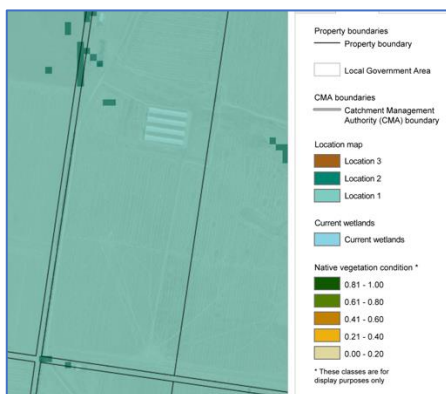 Property boundaries
Property boundary
Local Government Area
CMA boundaries
Catchment Management
Authority (CMA) boundary
Location map
Location 3
Location 2
Location 1
Current wetlands
Current wetlands
Native vegetation condition *
0.81 - 1.00
0.61 - 0.80
0.41 - 0.60
0.21 - 0.40
0.00 - 0.20
* These classes are for
display purposes only